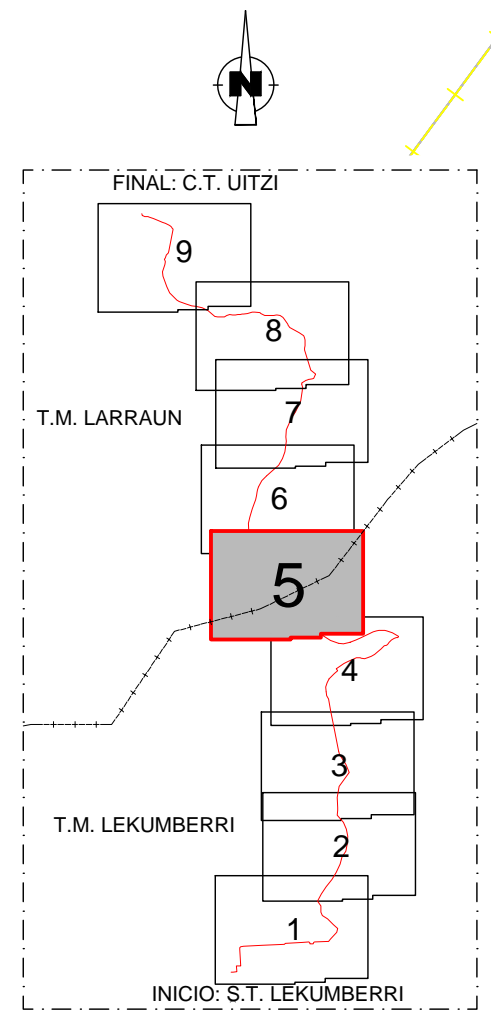 N
FINAL: C.T. UITZI
9
8
7
T.M. LARRAUN
6
5
4
3
T.M. LEKUMBERRI
2
1
INICIO: S.T. LEKUMBERRI